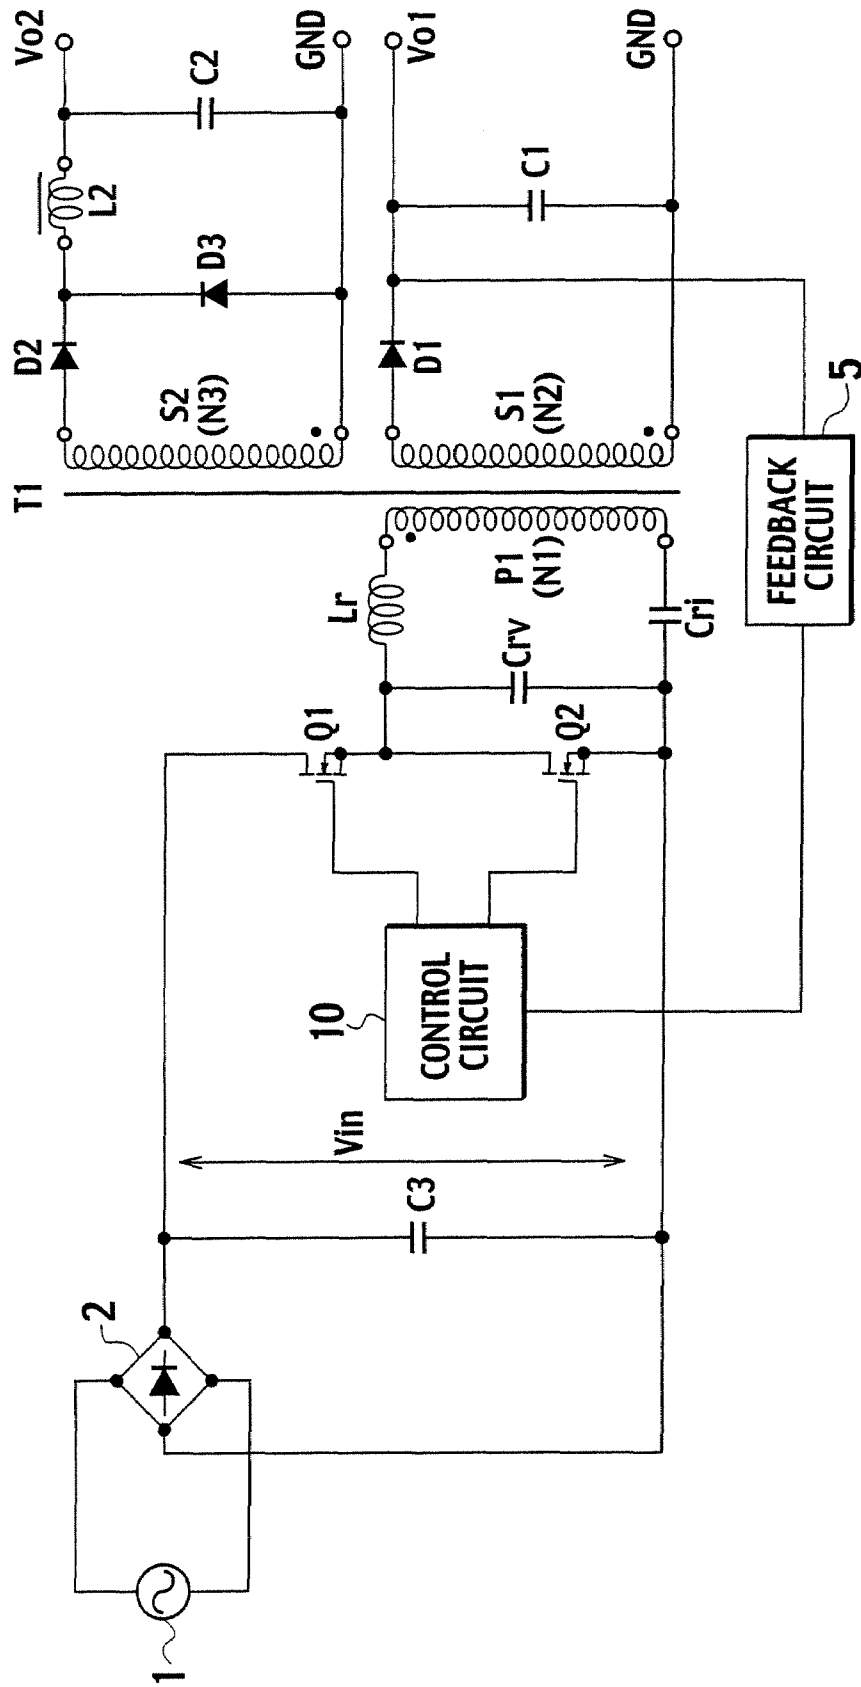 1
2
C3
Vin
10
CONTROL
CIRCUIT
Q1
Q2
Lr
Crv
Cri
P1
(N1)
T1
S2
(N3)
D2
D3
L2
C2
Vo2
GND
S1
(N2)
D1
C1
Vo1
GND
FEEDBACK
CIRCUIT
5